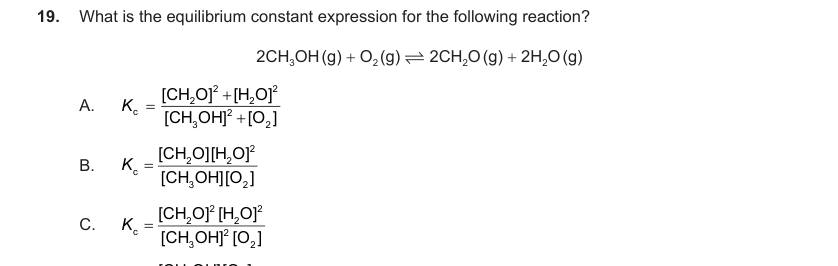 19. What is the equilibrium constant expression for the following reaction?
2CH₃OH (g) + O₂ (g) ⇌ 2CH₂O (g) + 2H₂O (g)
A. K꜀ = [CH₂O]² + [H₂O]² / [CH₃OH]² + [O₂]
B. K꜀ = [CH₂O][H₂O]² / [CH₃OH][O₂]
C. K꜀ = [CH₂O]² [H₂O]² / [CH₃OH]² [O₂]